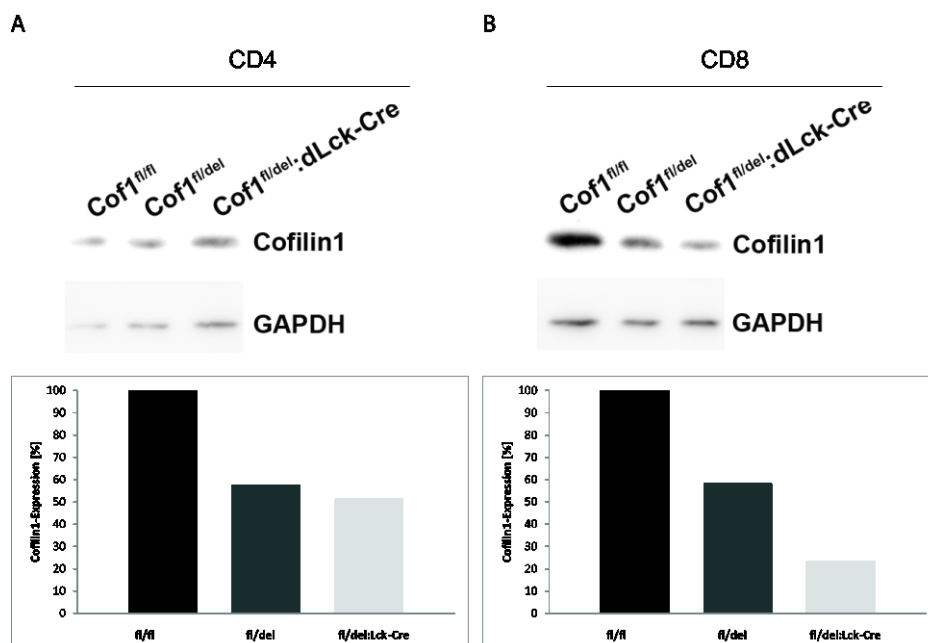 A
CD4
Cof1fl/fl
Cof1fl/del
Cof1fl/del:dLck-Cre
Cofilin1
GAPDH
Cofilin1-Expression [%]
100
90
80
70
60
50
40
30
20
10
0
fl/fl
fl/del
fl/del:Lck-Cre
B
CD8
Cof1fl/fl
Cof1fl/del
Cof1fl/del:dLck-Cre
Cofilin1
GAPDH
Cofilin1-Expression [%]
100
90
80
70
60
50
40
30
20
10
0
fl/fl
fl/del
fl/del:Lck-Cre